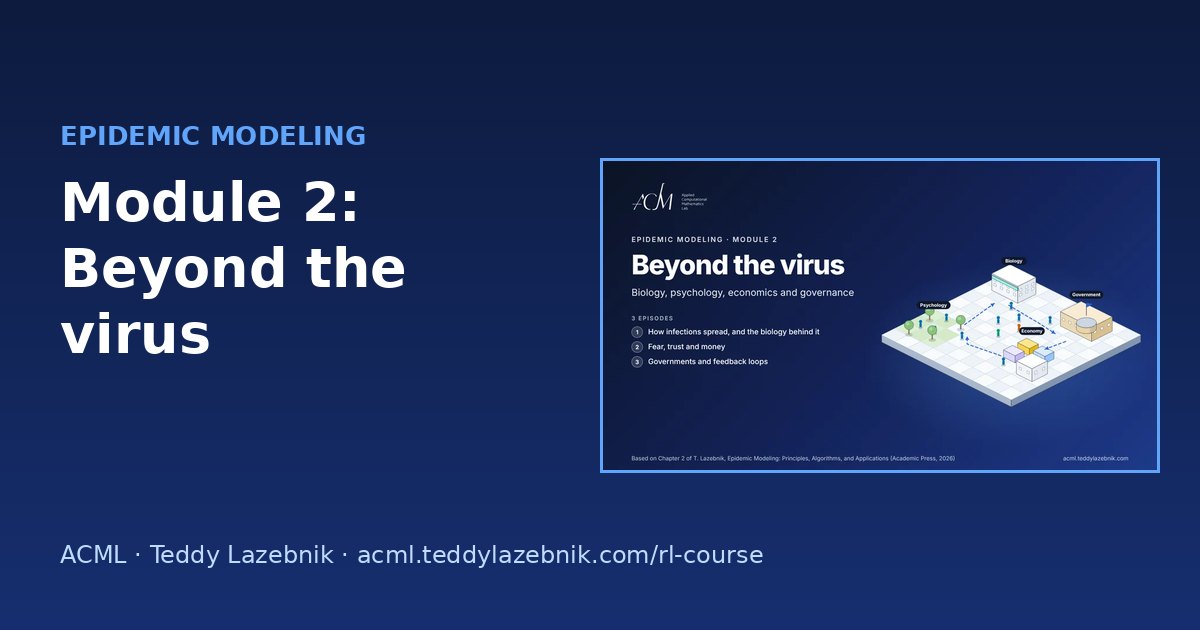 EPIDEMIC MODELING
Module 2:
Beyond the
virus
ACM
Applied
Computational
Mathematics
Lab
EPIDEMIC MODELING · MODULE 2
Beyond the virus
Biology, psychology, economics and governance
3 EPISODES
1 How infections spread, and the biology behind it
2 Fear, trust and money
3 Governments and feedback loops
Biology
Government
Psychology
Economy
Based on Chapter 2 of T. Lazebnik, Epidemic Modeling: Principles, Algorithms, and Applications (Academic Press, 2026)
acml.teddylazebnik.com
ACML · Teddy Lazebnik · acml.teddylazebnik.com/rl-course